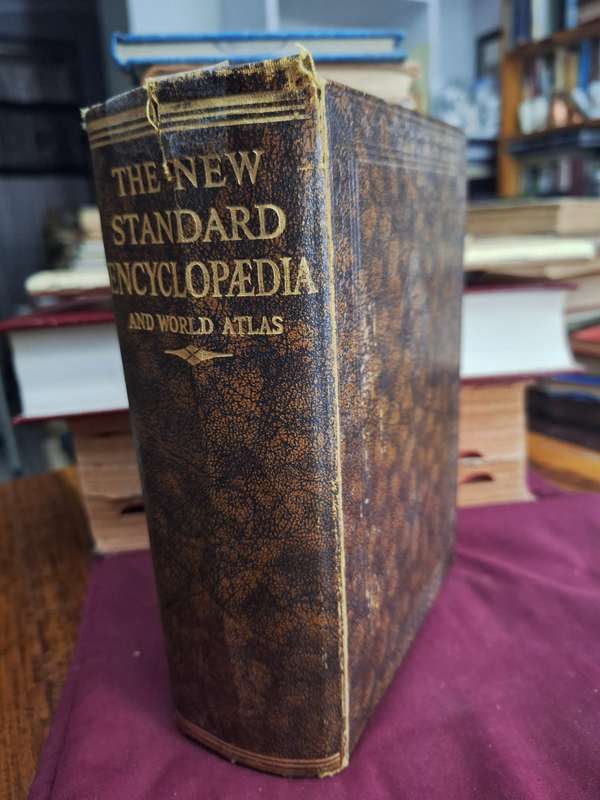 THE NEW
STANDARD
ENCYCLOPÆDIA
AND WORLD ATLAS